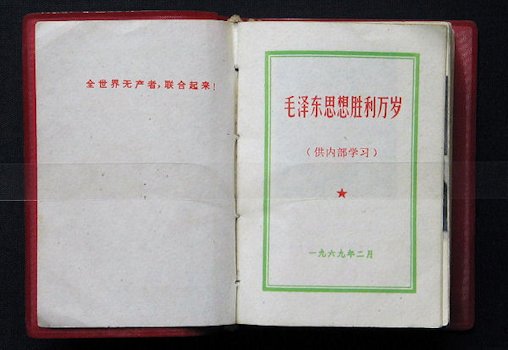 全世界无产者,联合起来!
毛泽东思想胜利万岁
(供内部学习)
一九六九年二月